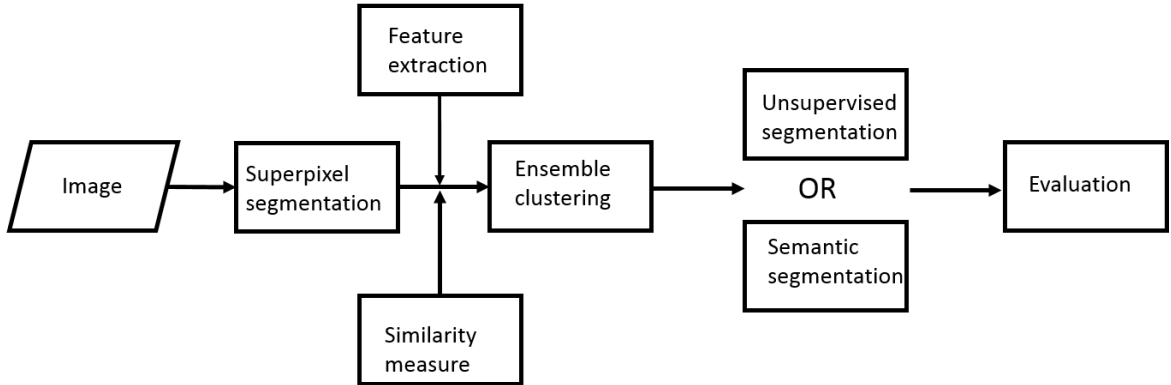 Feature
extraction
Image
Superpixel
segmentation
Ensemble
clustering
Unsupervised
segmentation
OR
Semantic
segmentation
Evaluation
Similarity
measure